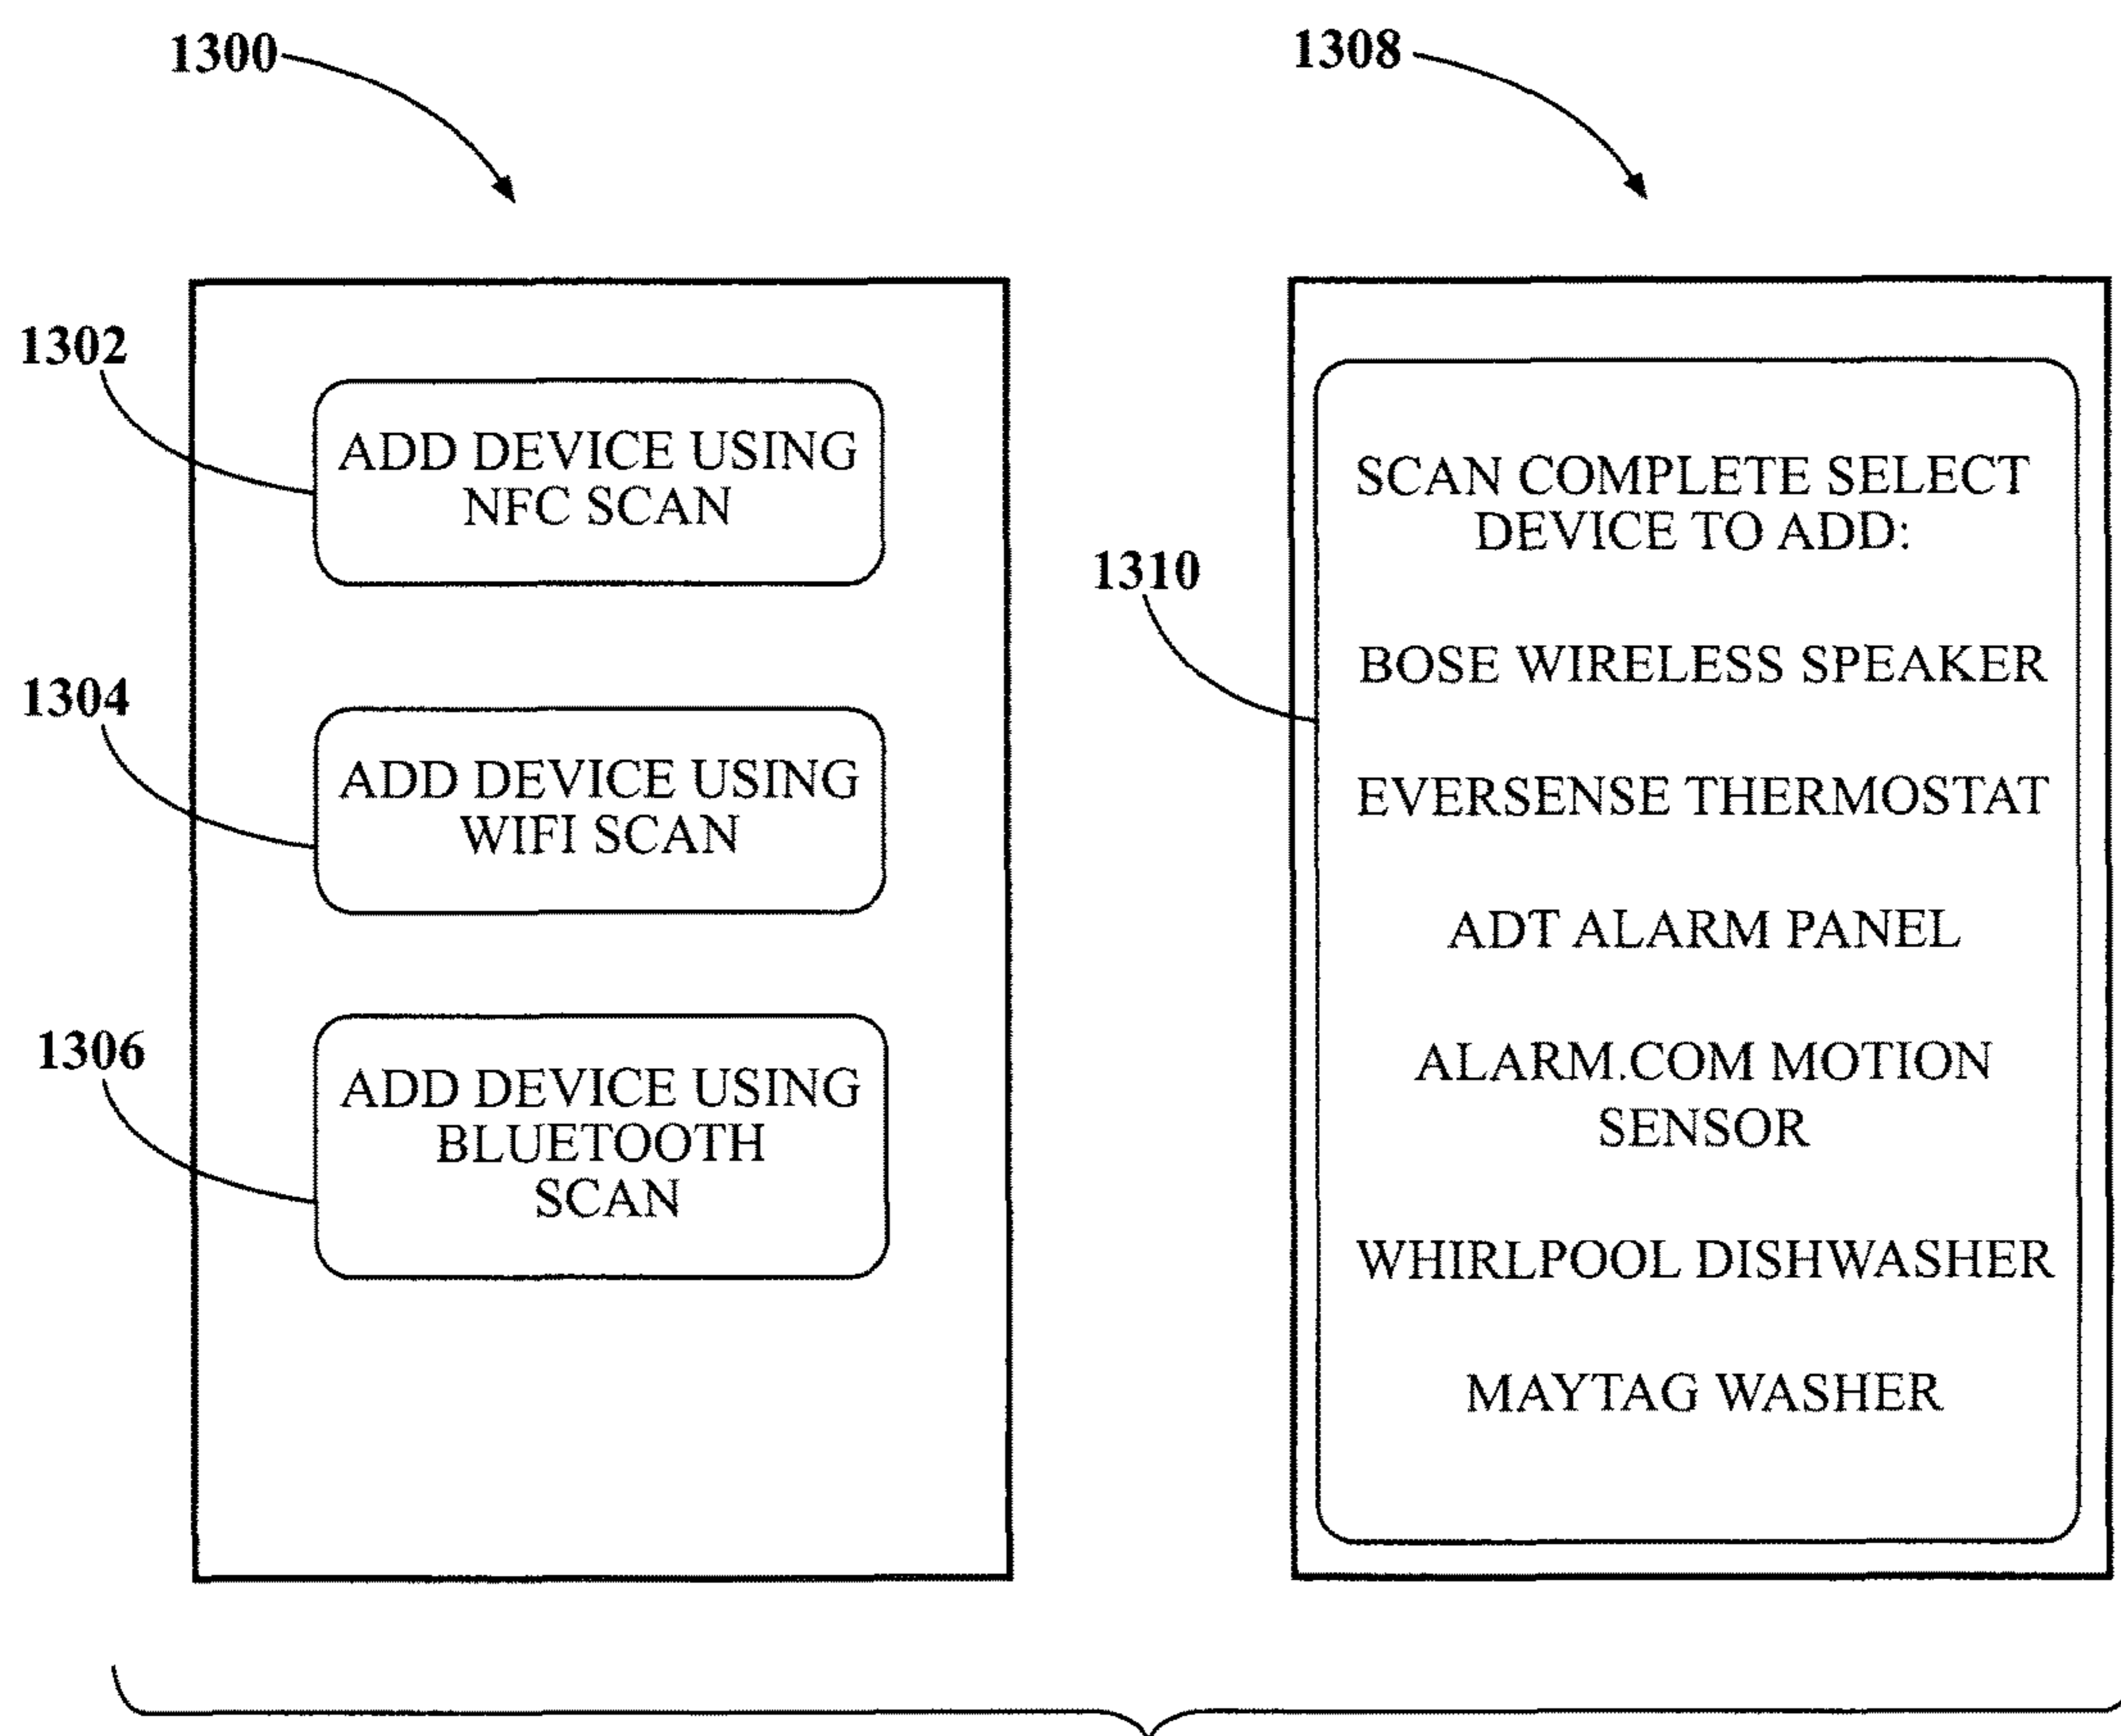 1300
1302
ADD DEVICE USING
NFC SCAN
1304
ADD DEVICE USING
WIFI SCAN
1306
ADD DEVICE USING
BLUETOOTH
SCAN
1308
1310
SCAN COMPLETE SELECT
DEVICE TO ADD:
BOSE WIRELESS SPEAKER
EVERSENSE THERMOSTAT
ADT ALARM PANEL
ALARM.COM MOTION
SENSOR
WHIRLPOOL DISHWASHER
MAYTAG WASHER